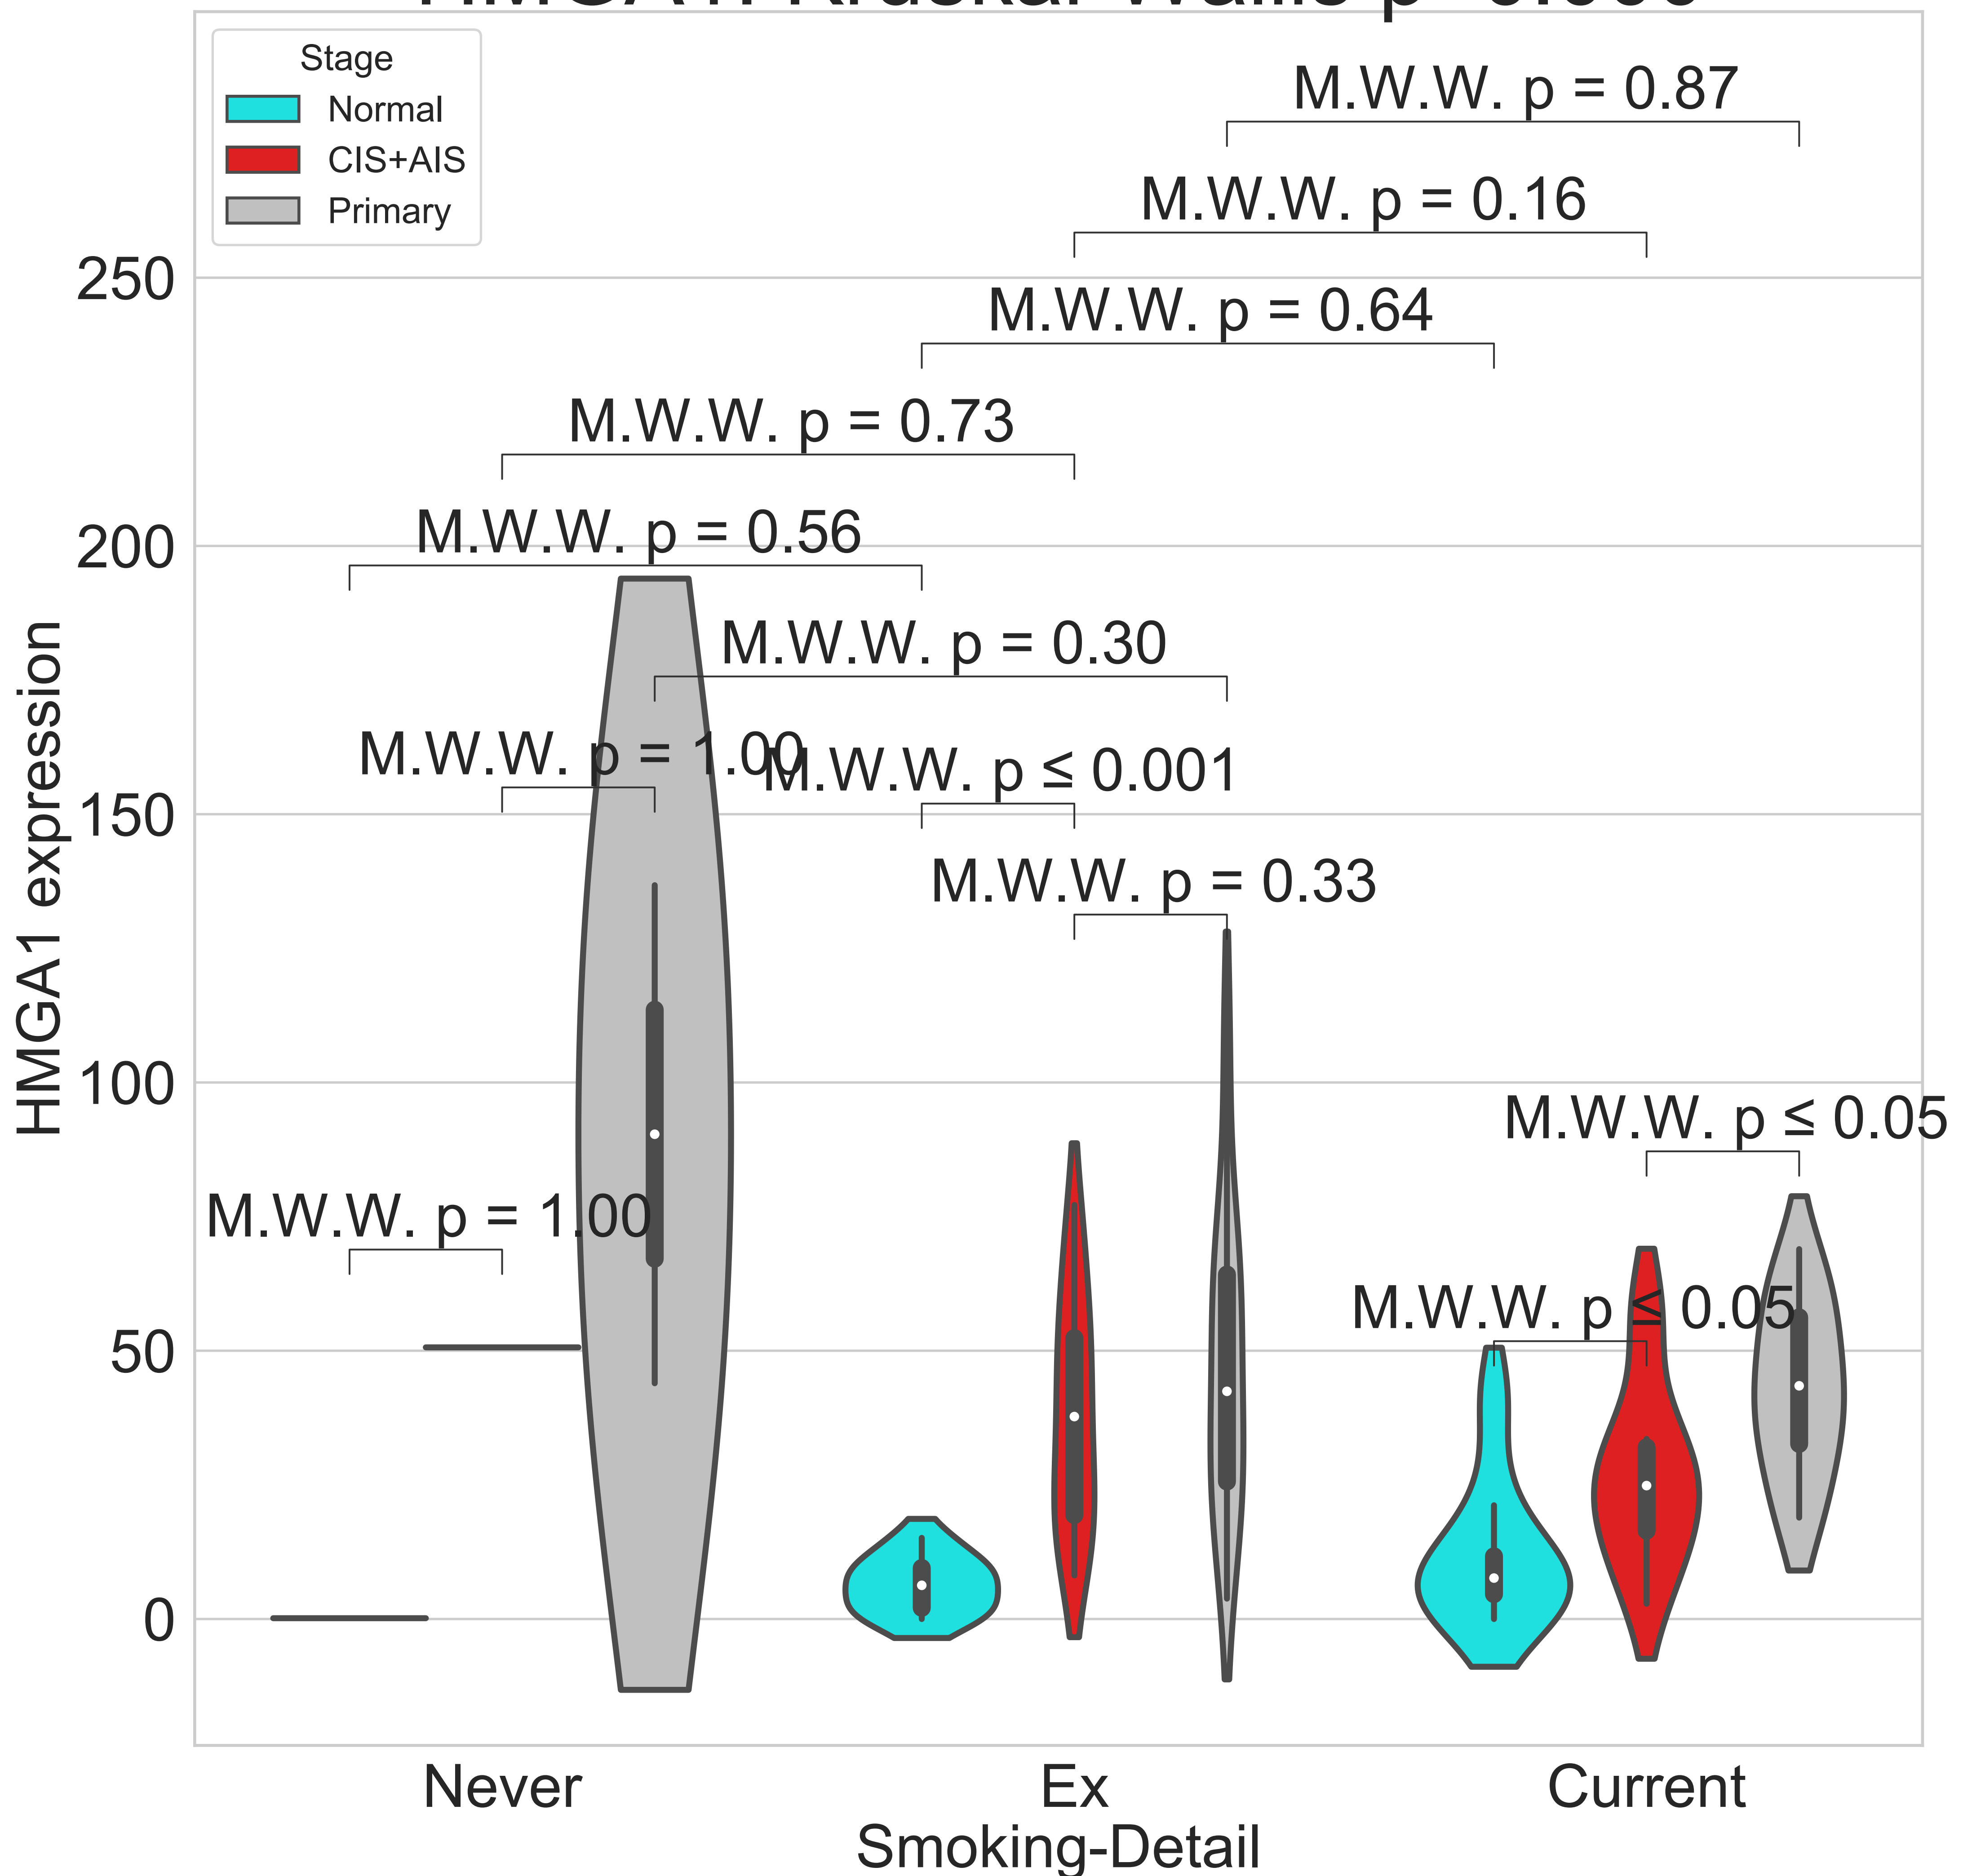 Stage
Normal
CIS+AIS
Primary
M.W.W. p = 0.87
M.W.W. p = 0.16
250
M.W.W. p = 0.64
M.W.W. p = 0.73
M.W.W. p = 0.56
200
M.W.W. p = 0.30
M.W.W. p = 1.00
M.W.W. p ≤ 0.001
150
M.W.W. p = 0.33
HMGA1 expression
100
M.W.W. p ≤ 0.05
M.W.W. p = 1.00
M.W.W. p ≤ 0.05
50
0
Never
Ex
Current
Smoking-Detail